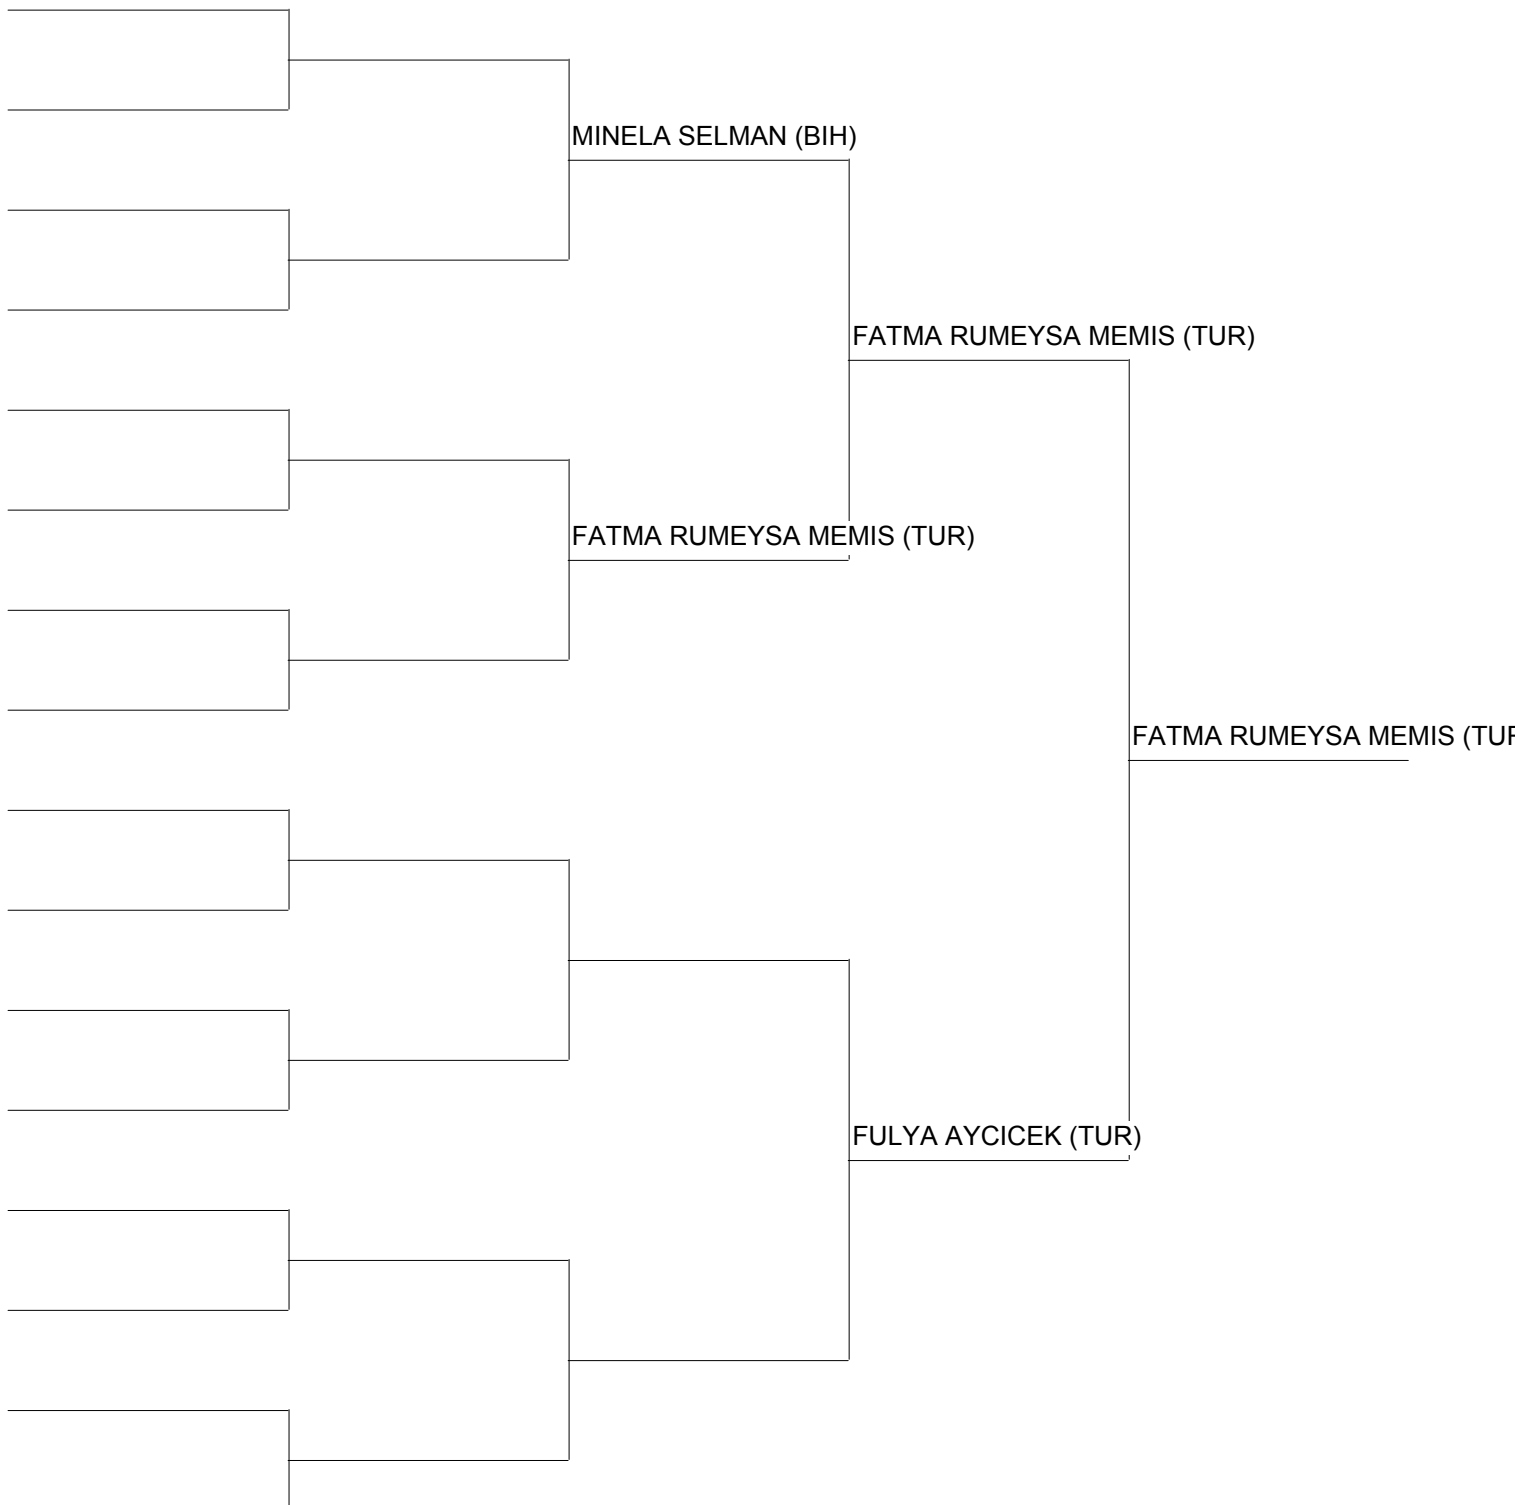 MINELA SELMAN (BIH)
FATMA RUMEYSA MEMIS (TUR)
FATMA RUMEYSA MEMIS (TUR)
FATMA RUMEYSA MEMIS (TU
FULYA AYCICEK (TUR)